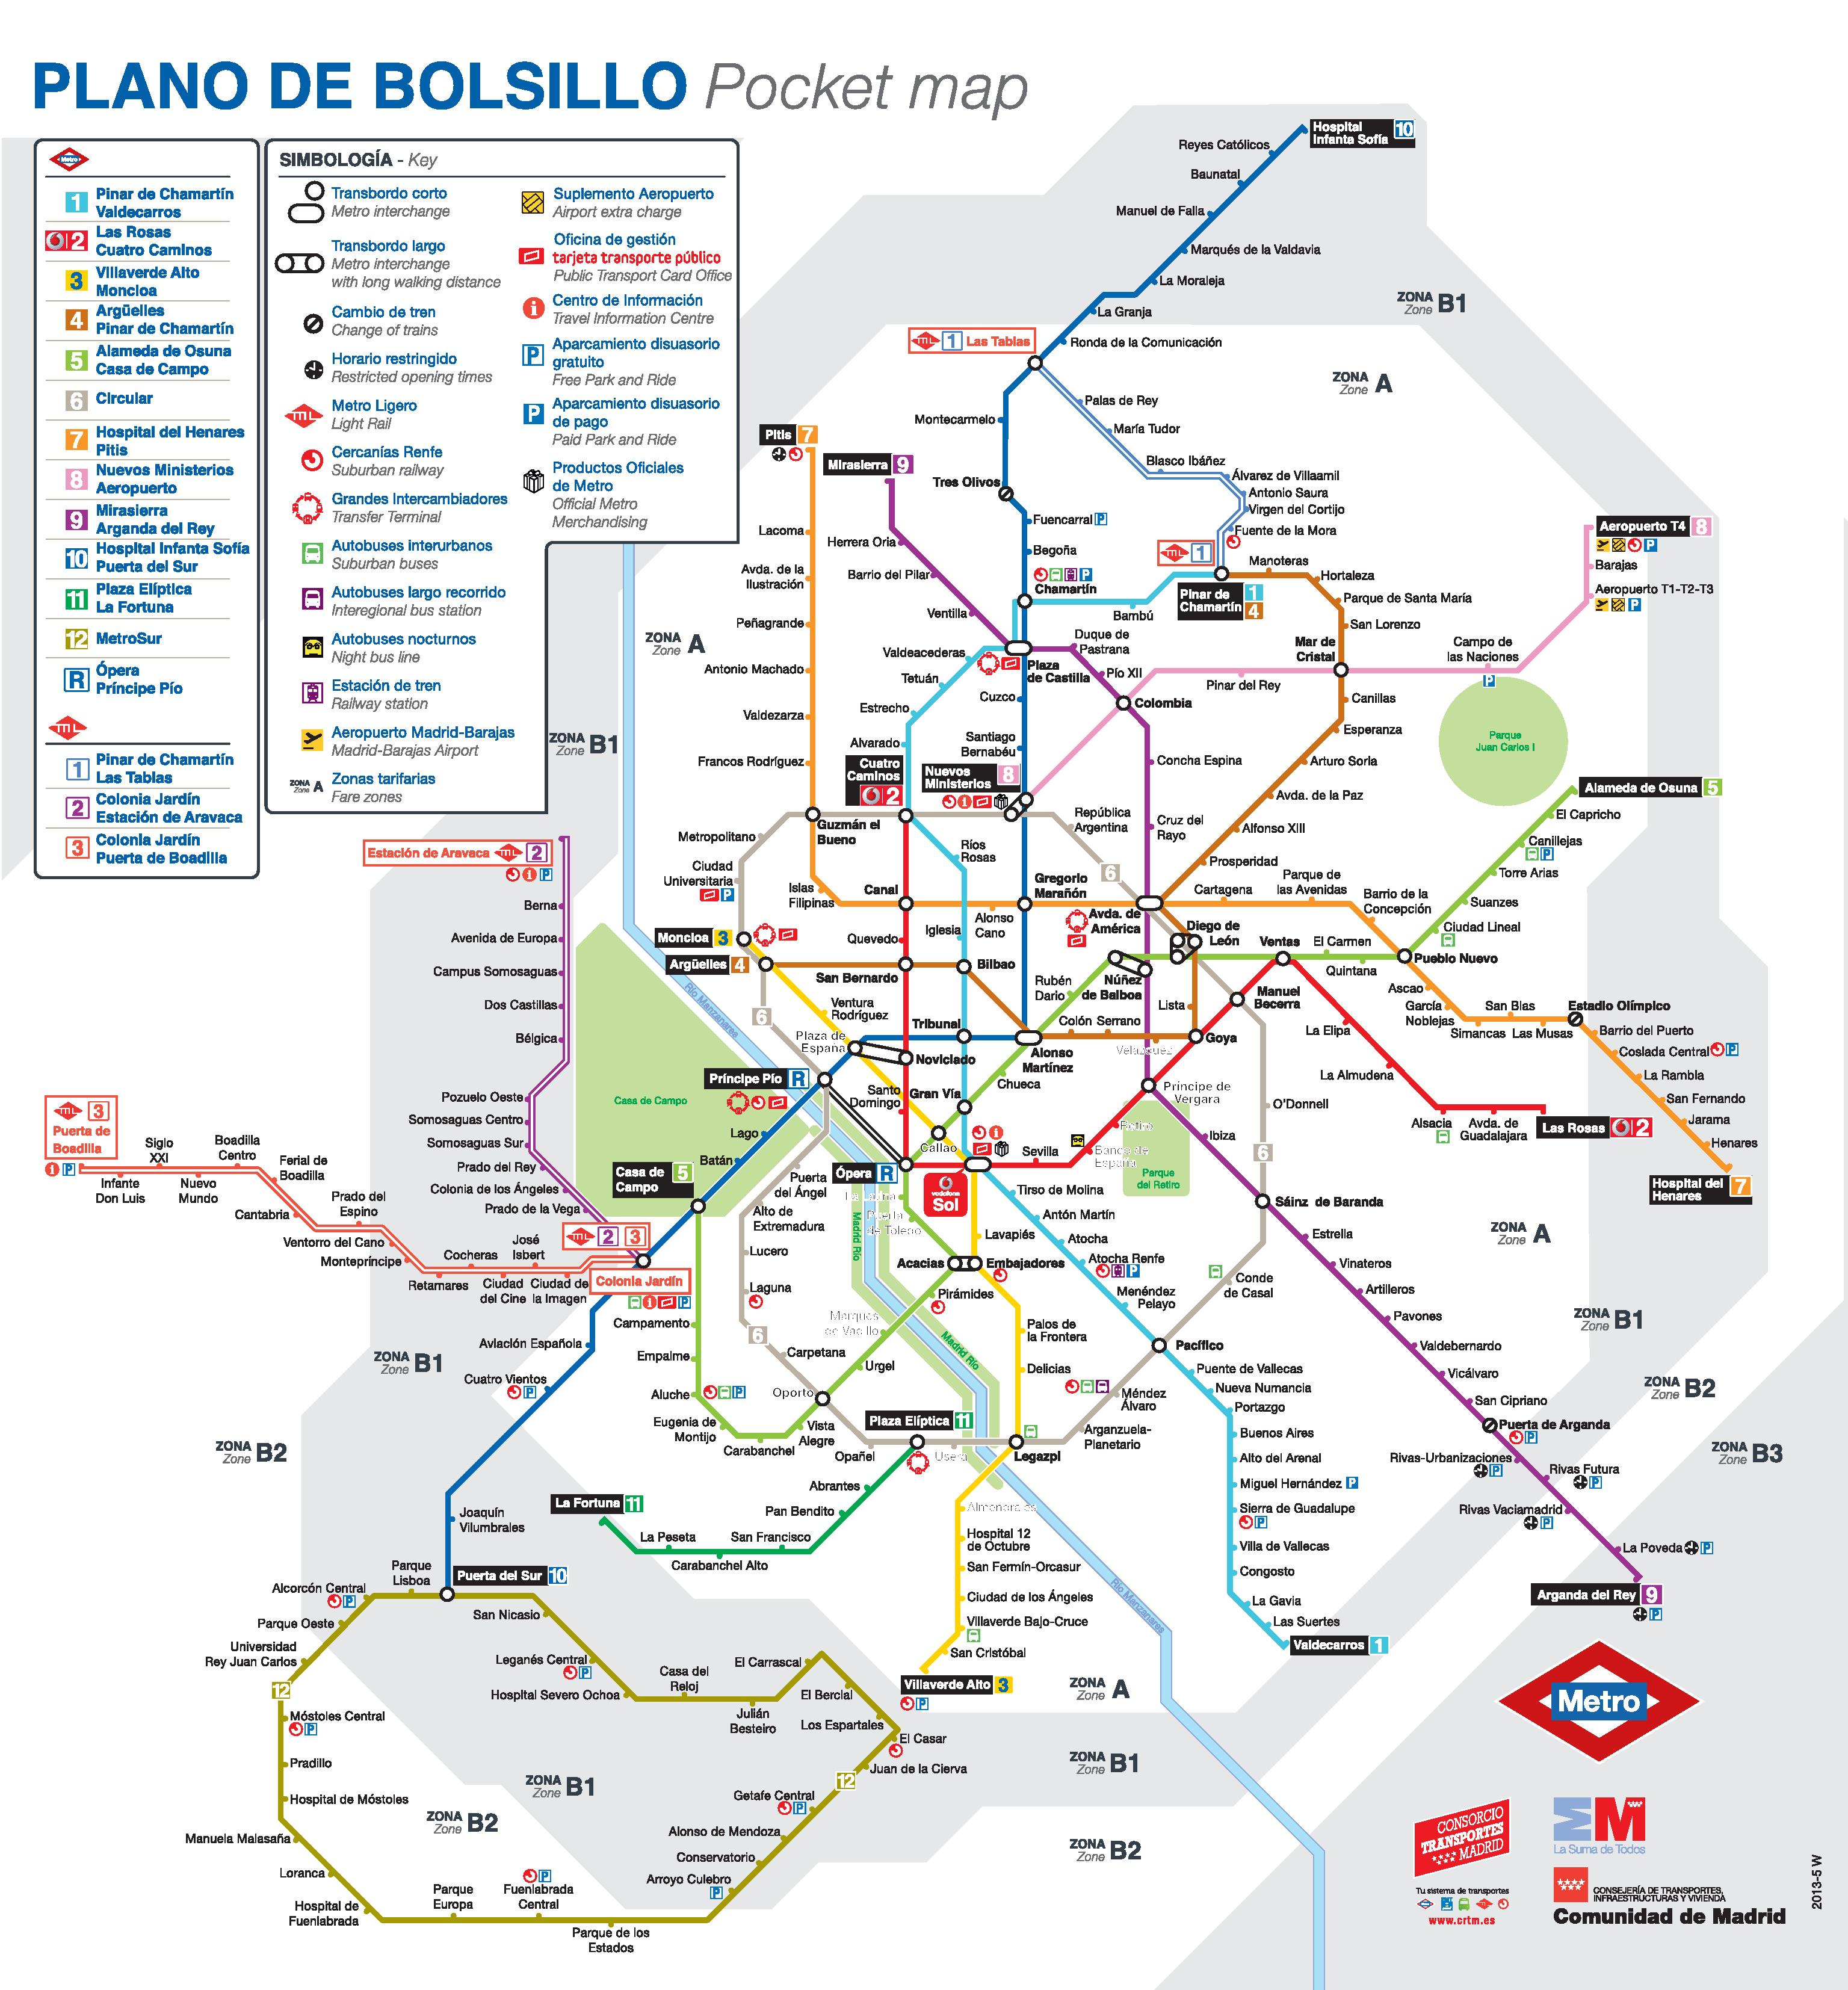 PLANO DE BOLSILLO Pocket map
Metro
1 Pinar de Chamartín
Valdecarros
2 Las Rosas
Cuatro Caminos
3 Villaverde Alto
Moncloa
4 Argüelles
Pinar de Chamartín
5 Alameda de Osuna
Casa de Campo
6 Circular
7 Hospital del Henares
Pitis
8 Nuevos Ministerios
Aeropuerto
9 Mirasierra
Arganda del Rey
10 Hospital Infanta Sofía
Puerta del Sur
11 Plaza Elíptica
La Fortuna
12 MetroSur
R Ópera
Príncipe Pío
ML
1 Pinar de Chamartín
Las Tablas
2 Colonia Jardín
Estación de Aravaca
3 Colonia Jardín
Puerta de Boadilla
SIMBOLOGÍA - Key
Transbordo corto
Metro interchange
Transbordo largo
Metro interchange
with long walking distance
Cambio de tren
Change of trains
Horario restringido
Restricted opening times
Metro Ligero
Light Rail
Cercanías Renfe
Suburban railway
Grandes Intercambiadores
Transfer Terminal
Autobuses interurbanos
Suburban buses
Autobuses largo recorrido
Interegional bus station
Autobuses nocturnos
Night bus line
Estación de tren
Railway station
Aeropuerto Madrid-Barajas
Madrid-Barajas Airport
ZONA A
Zone
Zonas tarifarias
Fare zones
Suplemento Aeropuerto
Airport extra charge
Oficina de gestión
tarjeta transporte público
Public Transport Card Office
Centro de Información
Travel Information Centre
Aparcamiento disuasorio
gratuito
Free Park and Ride
Aparcamiento disuasorio
de pago
Paid Park and Ride
Productos Oficiales
de Metro
Official Metro
Merchandising
Hospital 10
Infanta Sofía
Reyes Católicos
Baunatal
Manuel de Falla
Marqués de la Valdavia
La Moraleja
La Granja
Ronda de la Comunicación
ML 1 Las Tablas
ZONA B1
Zone
ZONA A
Zone
Montecarmelo
Tres Olivos
Fuencarral P
Begoña
Chamartín
Palas de Rey
María Tudor
Blasco Ibáñez
Álvarez de Villaamil
Antonio Saura
Virgen del Cortijo
Fuente de la Mora
ML 1
Pinar de 1
Chamartín 4
Bambú
Manoteras
Hortaleza
Parque de Santa María
San Lorenzo
Mar de
Cristal
Canillas
Esperanza
Arturo Soria
Avda. de la Paz
Alfonso XIII
Prosperidad
Aeropuerto T4 8
Barajas
Aeropuerto T1-T2-T3
Campo de
las Naciones
Pinar del Rey
Parque
Juan Carlos I
Pitis 7
Lacoma
Avda. de la
Ilustración
Peñagrande
Antonio Machado
Valdezarza
Francos Rodríguez
Guzmán el
Bueno
Islas
Filipinas
Mirasierra 9
Herrera Oria
Barrio del Pilar
Ventilla
ZONA A
Zone
ZONA B1
Zone
Plaza
de Castilla
Duque de
Pastrana
Pío XII
Colombia
Concha Espina
Cruz del
Rayo
Valdeacederas
Tetuán
Estrecho
Alvarado
Cuatro
Caminos
2
Cuzco
Santiago
Bernabéu
Nuevos 8
Ministerios
República
Argentina
6
Ríos
Rosas
Gregorio
Marañón
Canal
Alonso
Cano
Iglesia
Quevedo
San Bernardo
Bilbao
Metropolitano
Ciudad
Universitaria
Moncloa 3
Argüelles 4
6
Ventura
Rodríguez
Plaza de
España
Noviciado
Tribunal
Santo
Domingo
Gran Vía
Callao
Chueca
Alonso
Martínez
Colón
Serrano
Velázquez
Goya
Lista
Rubén
Darío
Núñez
de Balboa
Avda. de
América
Diego de
León
Cartagena
Parque de
las Avenidas
Barrio de la
Concepción
Pueblo Nuevo
Ventas
El Carmen
Quintana
Manuel
Becerra
Alameda de Osuna 5
El Capricho
Canillejas
Torre Arias
Suanzes
Ciudad Lineal
Ascao
García
Noblejas
Simancas
San Blas
Las Musas
Estadio Olímpico
Barrio del Puerto
Coslada Central
La Rambla
San Fernando
Jarama
Henares
Hospital del 7
Henares
La Elipa
La Almudena
Alsacia
Avda. de
Guadalajara
Las Rosas 2
Estación de Aravaca ML 2
Berna
Avenida de Europa
Campus Somosaguas
Dos Castillas
Bélgica
Pozuelo Oeste
Somosaguas Centro
Somosaguas Sur
Prado del Rey
Colonia de los Ángeles
Prado de la Vega
ML 2 3
Colonia Jardín
ML 3
Puerta de
Boadilla
Infante
Don Luis
Siglo
XXI
Nuevo
Mundo
Boadilla
Centro
Ferial de
Boadilla
Cantabria
Prado del
Espino
Ventorro del Cano
Montepríncipe
Retamares
Cocheras
Ciudad
del Cine
José
Isbert
Ciudad de
la Imagen
Casa de Campo
Río Manzanares
Príncipe Pío R
Lago
Batán
Casa de 5
Campo
Ópera R
vodafone
Sol
Sevilla
Banco de
España
Retiro
Príncipe de
Vergara
Parque
del Retiro
Ibiza
O'Donnell
6
Sáinz de Baranda
Conde
de Casal
Puerta
del Ángel
Alto de
Extremadura
Lucero
Laguna
6
Carpetana
Oporto
La Latina
Puerta
de Toledo
Madrid Río
Acacias
Embajadores
Lavapiés
Tirso de Molina
Antón Martín
Atocha
Atocha Renfe
Menéndez
Pelayo
Pacífico
Pirámides
Marqués
de Vadillo
Urgel
Madrid Río
Palos de
la Frontera
Delicias
Méndez
Álvaro
Arganzuela-
Planetario
Legazpi
Usera
Plaza Elíptica 11
Opañel
Vista
Alegre
Carabanchel
Eugenia de
Montijo
Aluche
Empalme
Campamento
Aviación Española
Cuatro Vientos
Joaquín
Vilumbrales
Puerta del Sur 10
ZONA B1
Zone
ZONA B2
Zone
La Fortuna 11
La Peseta
Carabanchel Alto
San Francisco
Pan Bendito
Abrantes
Almendrales
Hospital 12
de Octubre
San Fermín-Orcasur
Ciudad de los Ángeles
Villaverde Bajo-Cruce
San Cristóbal
Villaverde Alto 3
Río Manzanares
Puente de Vallecas
Nueva Numancia
Portazgo
Buenos Aires
Alto del Arenal
Miguel Hernández P
Sierra de Guadalupe
Villa de Vallecas
Congosto
La Gavia
Las Suertes
Valdecarros 1
Estrella
Vinateros
Artilleros
Pavones
Valdebernardo
Vicálvaro
San Cipriano
Puerta de Arganda
Rivas-Urbanizaciones
Rivas Futura
Rivas Vaciamadrid
La Poveda
Arganda del Rey 9
ZONA A
Zone
ZONA B1
Zone
ZONA B2
Zone
ZONA B3
Zone
Parque
Lisboa
Alcorcón Central
Parque Oeste
Universidad
Rey Juan Carlos
12
Móstoles Central
Pradillo
Hospital de Móstoles
Manuela Malasaña
Loranca
Hospital de
Fuenlabrada
Parque
Europa
Fuenlabrada
Central
Parque de los
Estados
Arroyo Culebro
Conservatorio
Alonso de Mendoza
Getafe Central
12
Juan de la Cierva
El Casar
Los Espartales
El Bercial
El Carrascal
Julián
Besteiro
Casa del
Reloj
Hospital Severo Ochoa
Leganés Central
San Nicasio
ZONA B1
Zone
ZONA B2
Zone
ZONA A
Zone
ZONA B1
Zone
ZONA B2
Zone
Metro
CONSORCIO
TRANSPORTES
MADRID
Tu sistema de transportes
www.crtm.es
La Suma de Todos
CONSEJERÍA DE TRANSPORTES,
INFRAESTRUCTURAS Y VIVIENDA
Comunidad de Madrid
2013-5 W